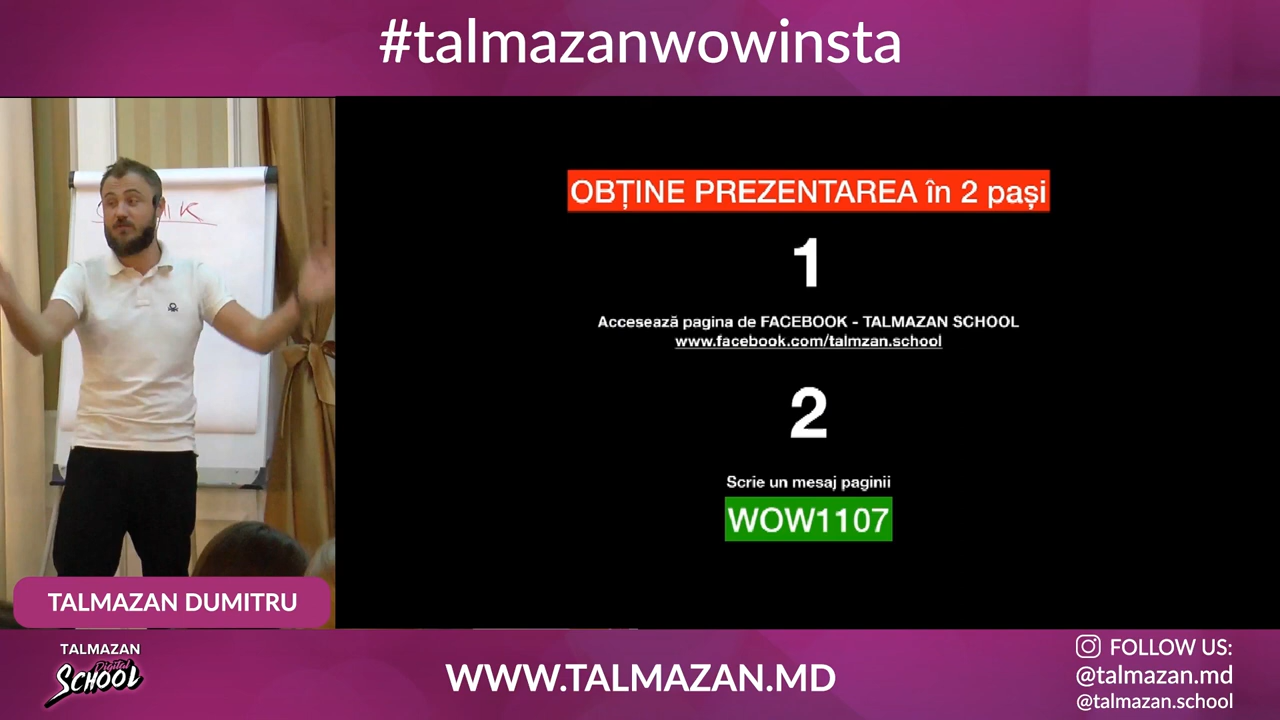 #talmazanwowinsta
OBȚINE PREZENTAREA în 2 pași
1
Accesează pagina de FACEBOOK - TALMAZAN SCHOOL
www.facebook.com/talmzan.school
2
Scrie un mesaj paginii
WOW1107
TALMAZAN DUMITRU
TALMAZAN
Digital
SCHOOL
WWW.TALMAZAN.MD
FOLLOW US:
@talmazan.md
@talmazan.school